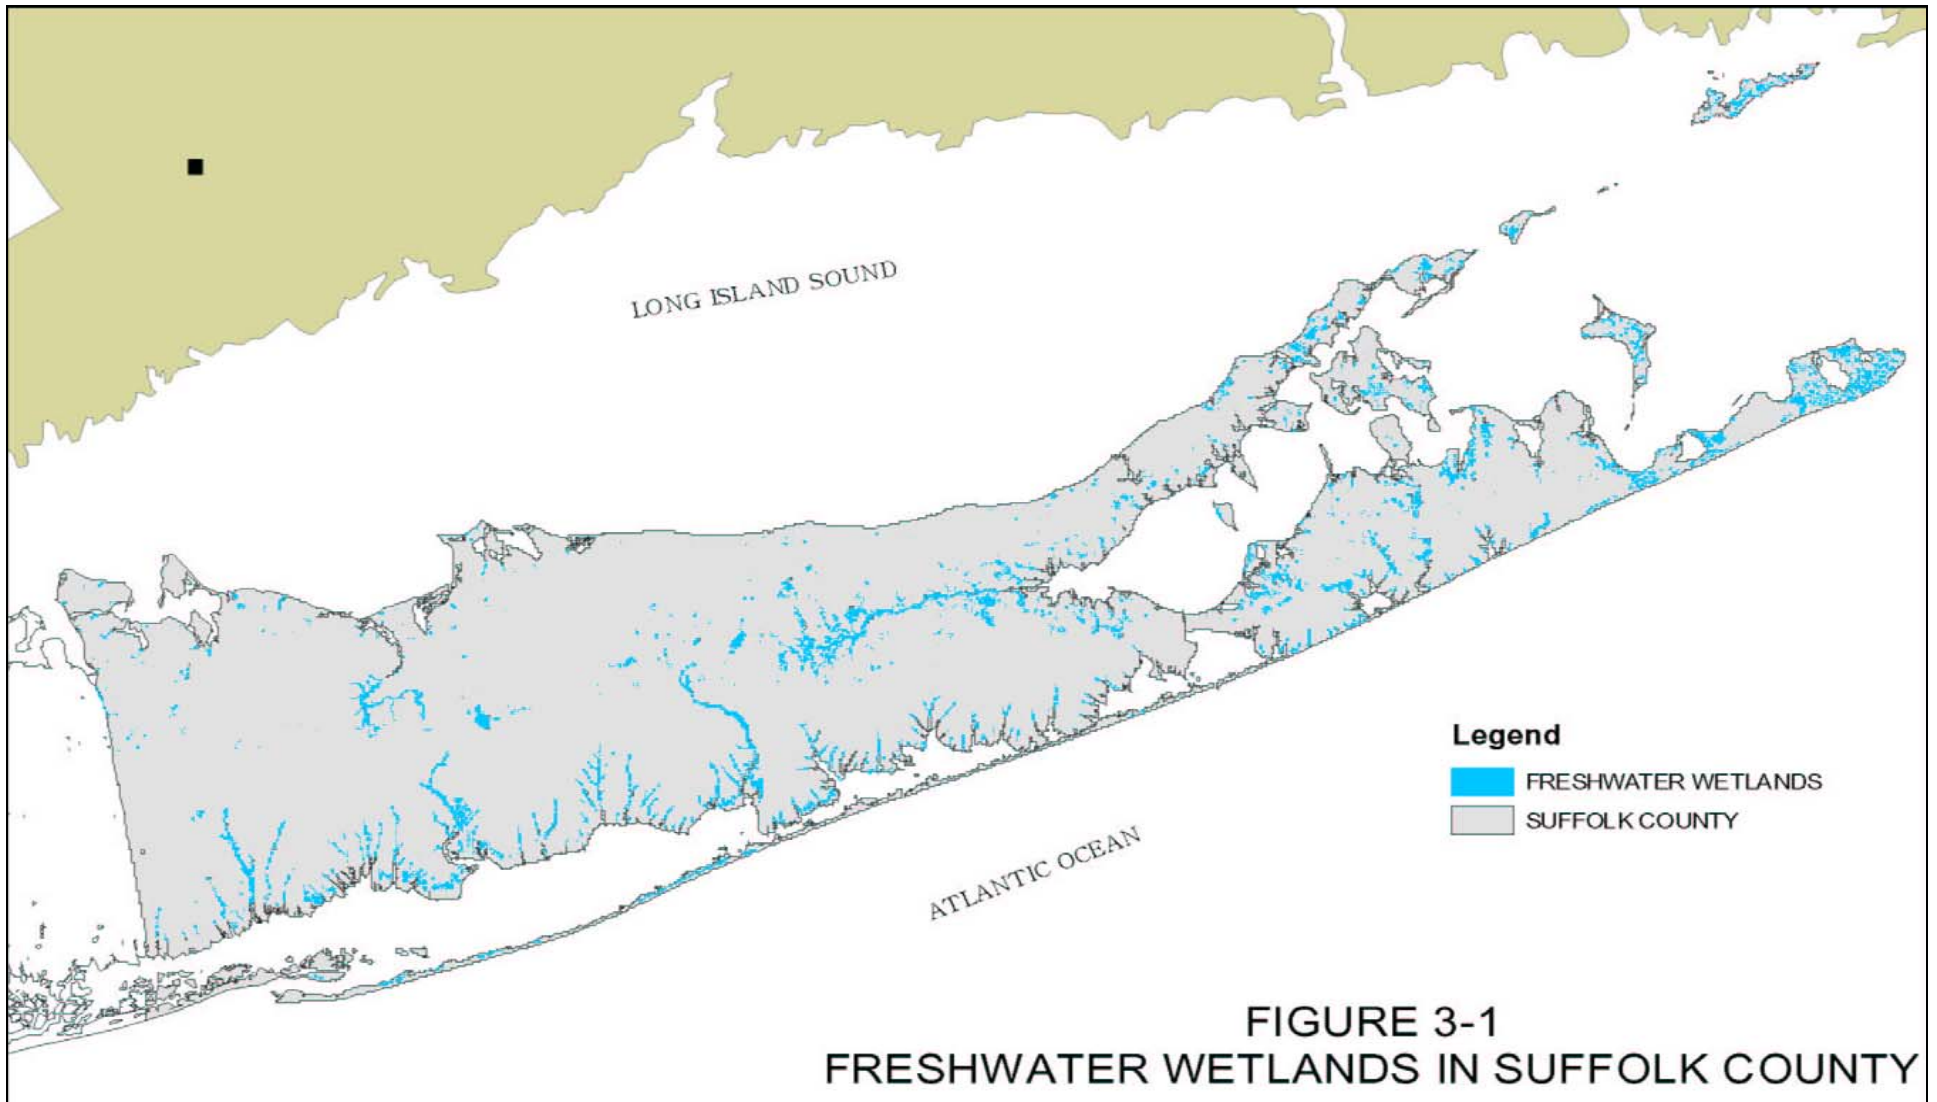 LONG ISLAND SOUND
Legend
FRESHWATER WETLANDS
SUFFOLK COUNTY
ATLANTIC OCEAN
FIGURE 3-1
FRESHWATER WETLANDS IN SUFFOLK COUNTY